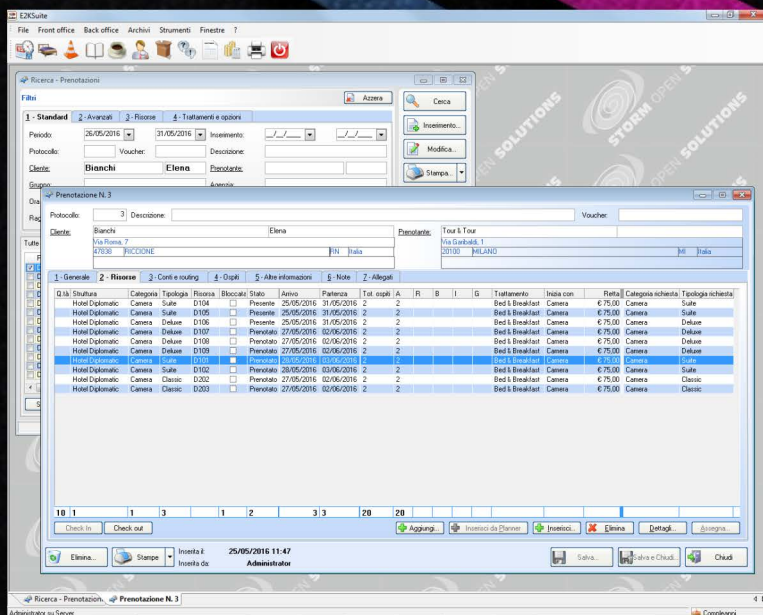 E2KSuite
File Front office Back office Archivi Strumenti Finestre ?
Ricerca - Prenotazioni
Filtri
Azzera
Cerca
1 - Standard 2 - Avanzati 3 - Risorse 4 - Trattamenti e opzioni
Inserimento...
Periodo: 26/05/2016 31/05/2016 Inserimento: __/__/____ __/__/____
Protocollo: Voucher: Descrizione:
Modifica...
Cliente: Bianchi Elena Prenotante:
Stampa...
Gruppo: Agenzia:
STORM OPEN SOLUTIONS
Prenotazione N. 3
Protocollo: 3 Descrizione: Voucher:
Cliente: Bianchi Elena Prenotante: Tour & Tour
Via Roma, 7 Via Garibaldi, 1
47838 RICCIONE RN Italia 20100 MILANO MI Italia
1 - Generale 2 - Risorse 3 - Conti e routing 4 - Ospiti 5 - Altre informazioni 6 - Note 7 - Allegati
Q.tà Struttura Categoria Tipologia Risorsa Bloccata Stato Arrivo Partenza Tot. ospiti A R B I G Trattamento Inizia con Retta Categoria richiesta Tipologia richiesta
Hotel Diplomatic Camera Suite D104 Presente 25/05/2016 31/05/2016 2 2 Bed & Breakfast Camera € 75,00 Camera Suite
Hotel Diplomatic Camera Suite D105 Presente 25/05/2016 31/05/2016 2 2 Bed & Breakfast Camera € 75,00 Camera Suite
Hotel Diplomatic Camera Deluxe D106 Presente 25/05/2016 31/05/2016 2 2 Bed & Breakfast Camera € 75,00 Camera Deluxe
Hotel Diplomatic Camera Deluxe D107 Prenotato 27/05/2016 02/06/2016 2 2 Bed & Breakfast Camera € 75,00 Camera Deluxe
Hotel Diplomatic Camera Deluxe D108 Prenotato 27/05/2016 02/06/2016 2 2 Bed & Breakfast Camera € 75,00 Camera Deluxe
Hotel Diplomatic Camera Deluxe D109 Prenotato 27/05/2016 02/06/2016 2 2 Bed & Breakfast Camera € 75,00 Camera Deluxe
Hotel Diplomatic Camera Suite D101 Prenotato 28/05/2016 03/06/2016 2 2 Bed & Breakfast Camera € 75,00 Camera Suite
Hotel Diplomatic Camera Suite D102 Prenotato 28/05/2016 03/06/2016 2 2 Bed & Breakfast Camera € 75,00 Camera Suite
Hotel Diplomatic Camera Classic D202 Prenotato 27/05/2016 02/06/2016 2 2 Bed & Breakfast Camera € 75,00 Camera Classic
Hotel Diplomatic Camera Classic D203 Prenotato 27/05/2016 02/06/2016 2 2 Bed & Breakfast Camera € 75,00 Camera Classic
10 1 1 3 1 2 3 3 20 20
Check In Check out Aggiungi... Inserisci da Planner Inserisci... Elimina Dettagli... Assegna...
Elimina... Stampe Inserita il: 25/05/2016 11:47 Salva... Salva e Chiudi... Chiudi
Inserita da: Administrator
Ricerca - Prenotazion. Prenotazione N. 3
Administrator su Server Compleanni